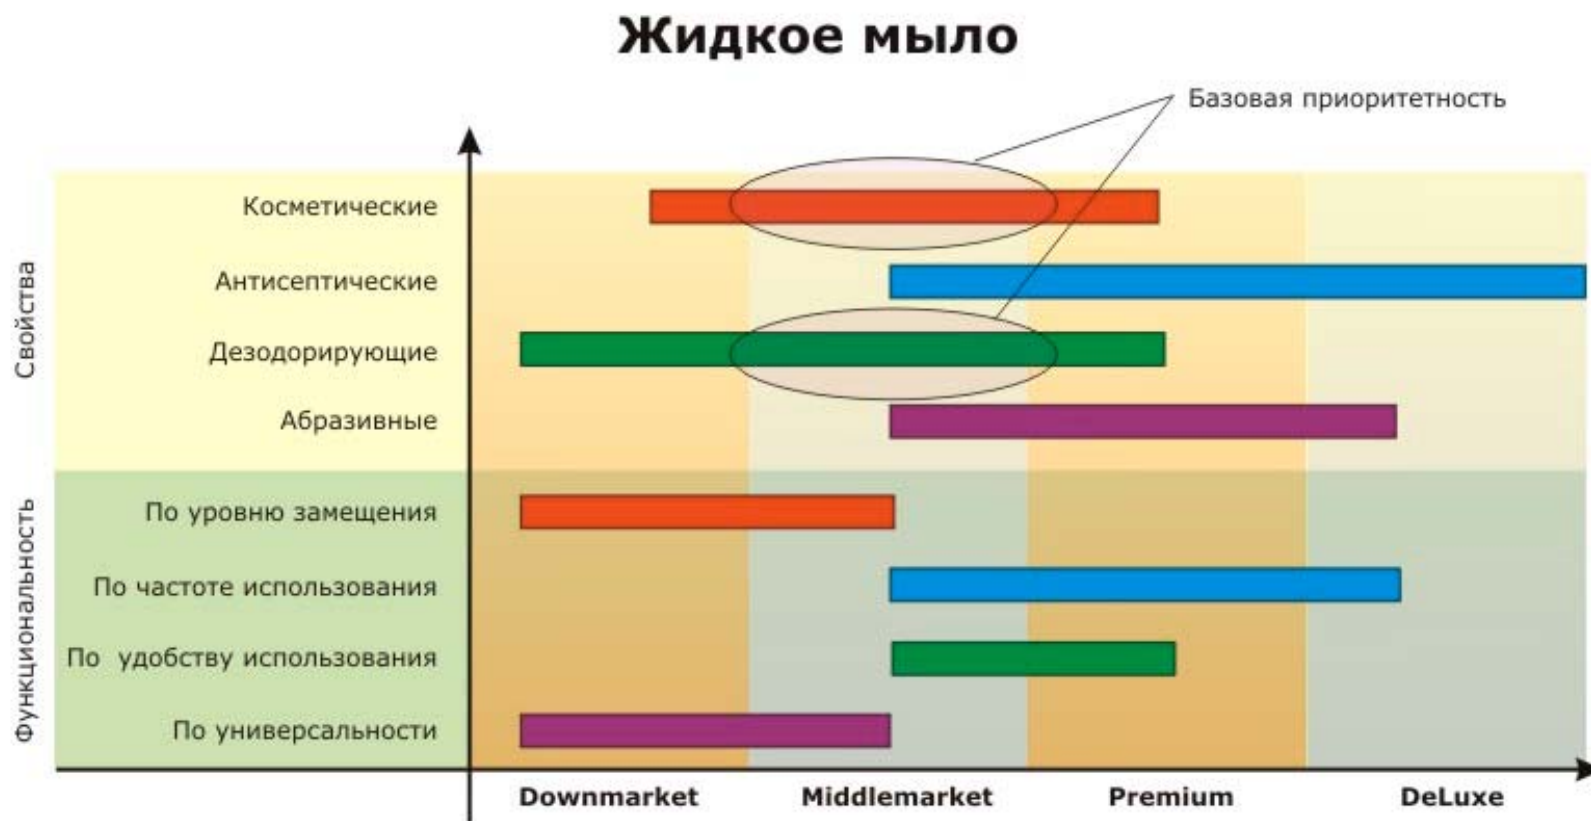 Жидкое мыло
Базовая приоритетность
Свойства
Косметические
Антисептические
Дезодорирующие
Абразивные
Функциональность
По уровню замещения
По частоте использования
По удобству использования
По универсальности
Downmarket Middlemarket Premium DeLuxe